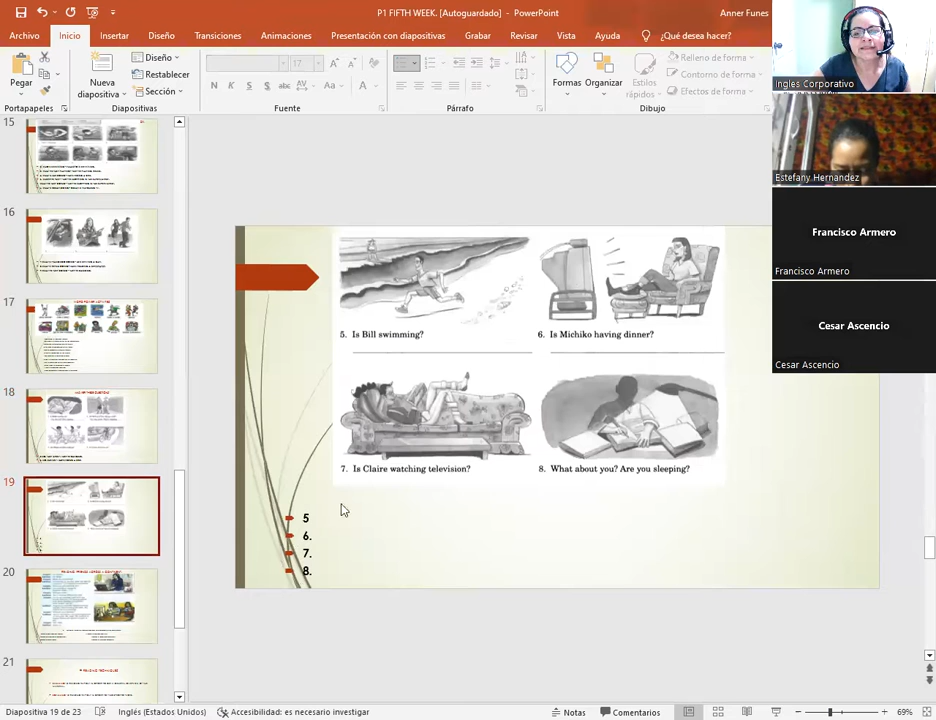 P1 FIFTH WEEK. [Autoguardado] - PowerPoint
Anner Funes
Archivo Inicio Insertar Diseño Transiciones Animaciones Presentación con diapositivas Grabar Revisar Vista Ayuda ¿Qué desea hacer?
Pegar
Nueva
diapositiva
Diseño
Restablecer
Sección
17
N K S S abc AV Aa A
Formas
Organizar
Estilos
rápidos
Relleno de forma
Contorno de forma
Efectos de forma
Portapapeles
Diapositivas
Fuente
Párrafo
Dibujo
Ingles Corporativo
Estefany Hernandez
Francisco Armero
Francisco Armero
Cesar Ascencio
Cesar Ascencio
15
16
17
18
19
20
21
5. Is Bill swimming?
6. Is Michiko having dinner?
7. Is Claire watching television?
8. What about you? Are you sleeping?
5
6.
7.
8.
Diapositiva 19 de 23
Inglés (Estados Unidos)
Accesibilidad: es necesario investigar
Notas
Comentarios
69%